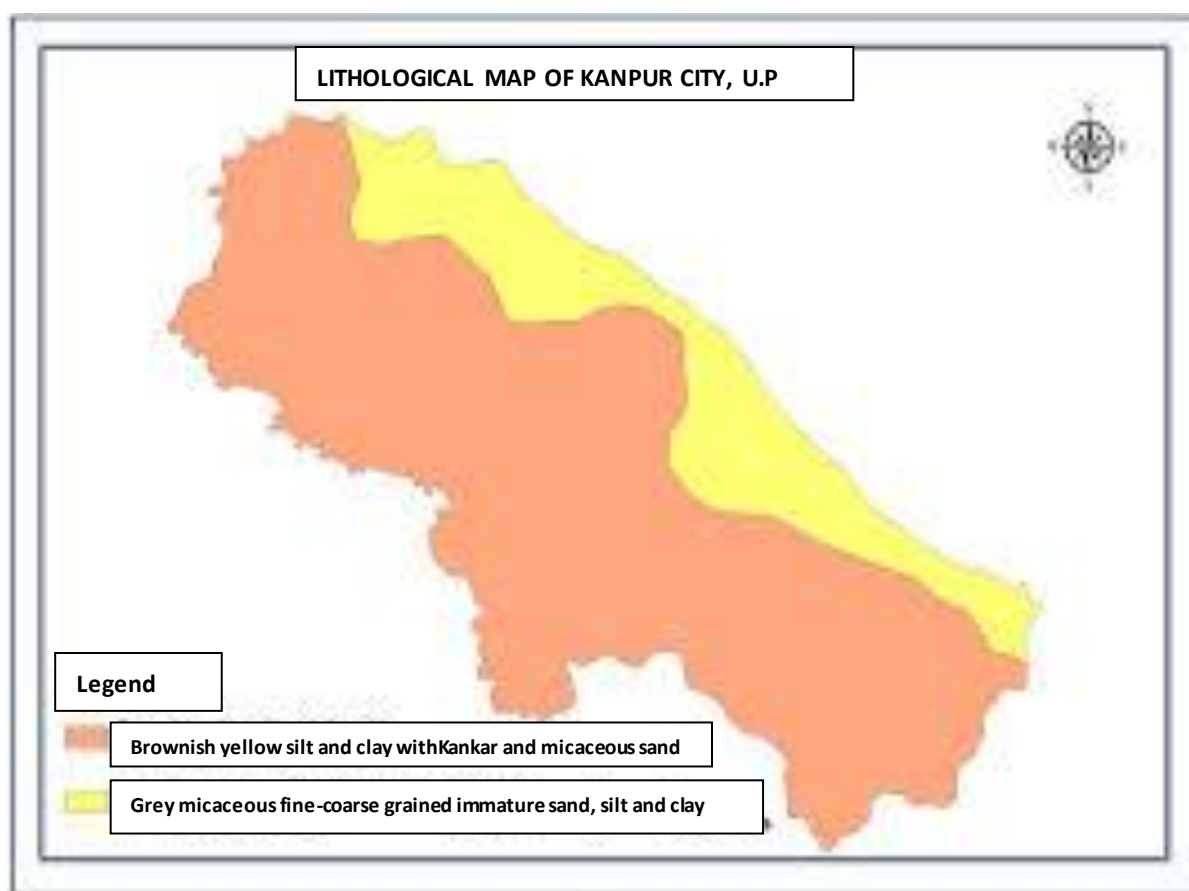 LITHOLOGICAL MAP OF KANPUR CITY, U.P
Legend
Brownish yellow silt and clay withKankar and micaceous sand
Grey micaceous fine-coarse grained immature sand, silt and clay